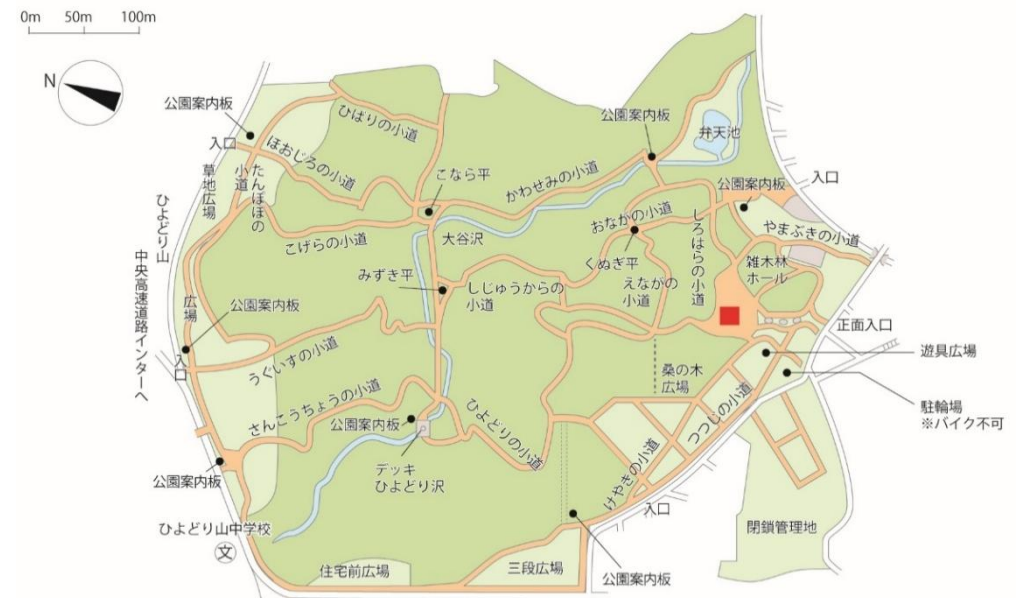 0m 50m 100m
N
公園案内板
入口
ひばりの小道
ほおじろの小道
たんぽぽの
小道
草地広場
ひよどり山
中央高速道路インターへ
こなら平
かわせみの小道
公園案内板
弁天池
入口
公園案内板
やまぶきの小道
おながの小道
しろはらの小道
雑木林
ホール
こげらの小道
大谷沢
くぬぎ平
えながの
小道
みずき平
しじゅうからの
小道
広場
公園案内板
入口
正面入口
遊具広場
駐輪場
※バイク不可
うぐいすの小道
桑の木
広場
つつじの小道
さんこうちょうの小道
公園案内板
ひよどりの小道
けやきの小道
デッキ
ひよどり沢
公園案内板
入口
閉鎖管理地
ひよどり山中学校
文
住宅前広場
三段広場
公園案内板